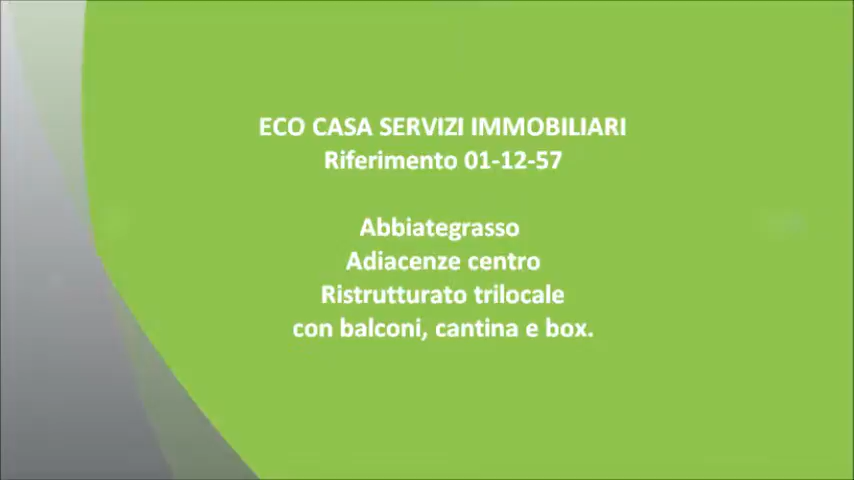 ECO CASA SERVIZI IMMOBILIARI
Riferimento 01-12-57
Abbiategrasso
Adiacenze centro
Ristrutturato trilocale
con balconi, cantina e box.